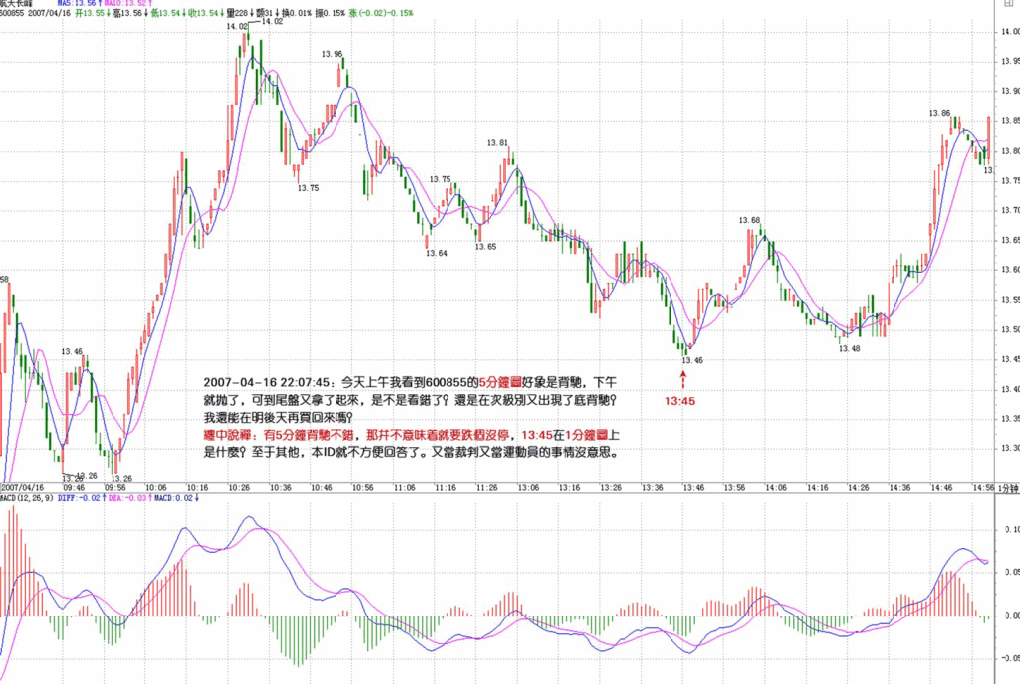 航天长峰 MA5:13.56↑ MA10:13.52↑
600855 2007/04/16 开13.55↓高13.56↓低13.54↓收13.54↓量228↓额31↓换0.01% 振0.15% 涨(-0.02)-0.15%
14.02 14.02
14.00
13.96
13.95
13.90
13.86
13.85
13.81
13.80
13.75 13.75 13.75
13.70
13.68
13.64 13.65 13.65
13.60
58
13.55
13.50
13.48
13.46 13.46 13.45
2007-04-16 22:07:45：今天上午我看到600855的5分鐘圖好象是背馳，下午
就抛了，可到尾盤又拿了起來，是不是看錯了？還是在次級別又出現了底背馳？
我還能在明後天再買回來嗎？
纏中說禪：有5分鐘背馳不錯，那并不意味着就要跌個沒停，13:45在1分鐘圖上
是什麼？至于其他，本ID就不方便回答了。又當裁判又當運動員的事情沒意思。
13:45
13.40
13.35
13.30
13.26 13.26 13.26
2007/04/16 09:46 09:56 10:06 10:16 10:26 10:36 10:46 10:56 11:06 11:16 11:26 13:06 13:16 13:26 13:36 13:46 13:56 14:06 14:16 14:26 14:36 14:46 14:56 1分钟
MACD(12,26,9) DIFF:-0.02↑ DEA:-0.03↑ MACD:0.02↓
0.10
0.05
0.00
-0.05